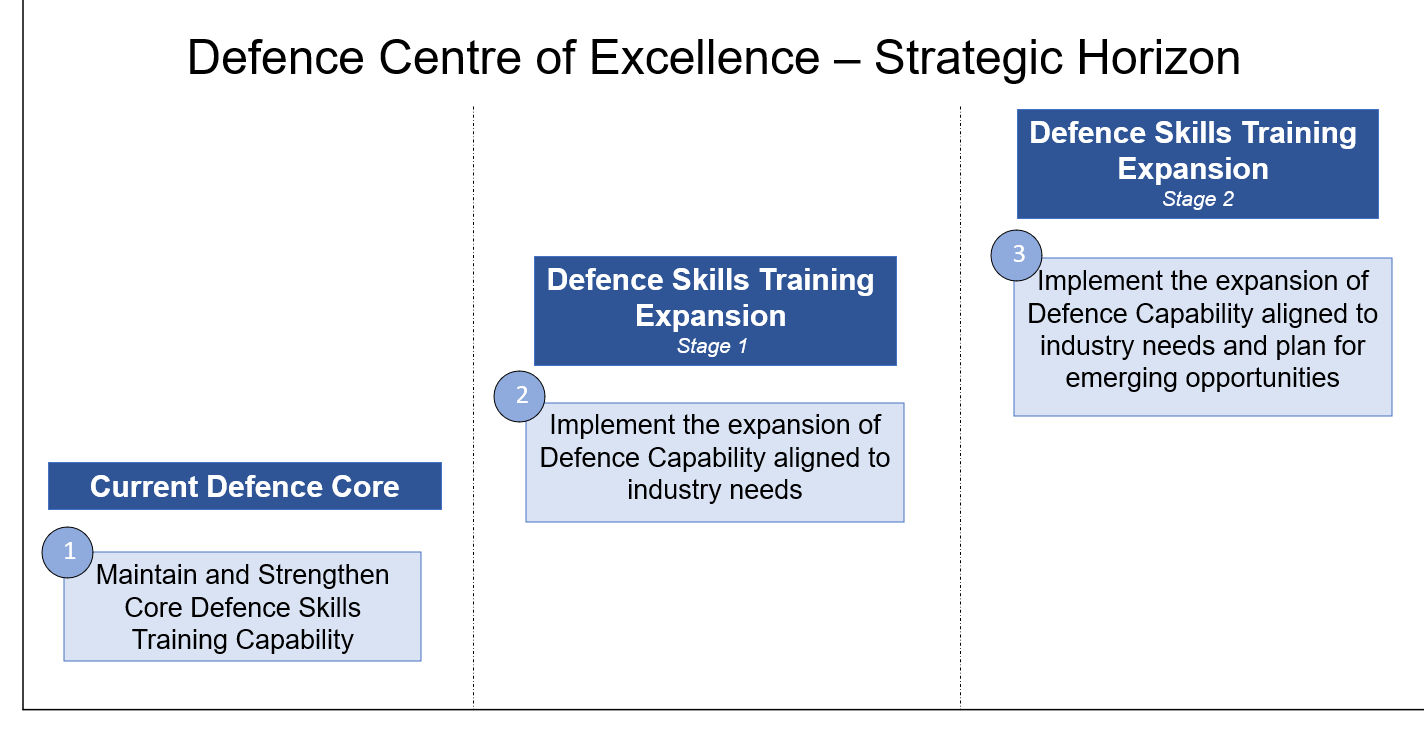 Defence Centre of Excellence – Strategic Horizon
Current Defence Core
1
Maintain and Strengthen
Core Defence Skills
Training Capability
Defence Skills Training
Expansion
Stage 1
2
Implement the expansion of
Defence Capability aligned to
industry needs
Defence Skills Training
Expansion
Stage 2
3
Implement the expansion of
Defence Capability aligned to
industry needs and plan for
emerging opportunities